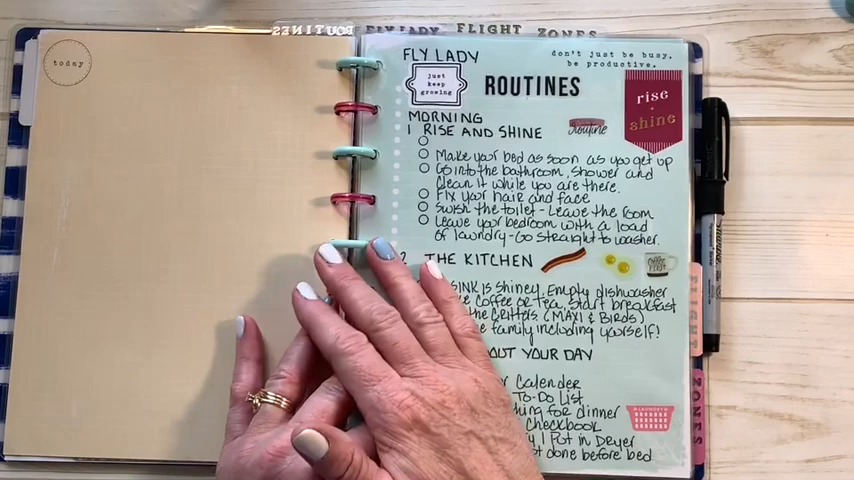 ROUTINES FLY LADY FLIGHT ZONES
today
FLY LADY
don't just be busy.
be productive.
just
keep
growing
ROUTINES
rise
+
shine
MORNING
1 RISE AND SHINE
routine
Make your bed as soon as you get up
Go into the bathroom, shower and
clean it while you are there.
Fix your hair and face
Swish the toilet - Leave the room
Leave your bedroom with a load
of laundry - Go straight to washer.
2 THE KITCHEN
COFFEE
FIRST
SINK is shiney, Empty dishwasher
Coffee or tea, start breakfast
the Critters (MAXI & BIRDS)
family including yourself!
OUT YOUR DAY
Calender
To-Do List
for dinner
Checkbook
I Put in Dryer
done before bed
LAUNDRY
FLIGHT
ZONES